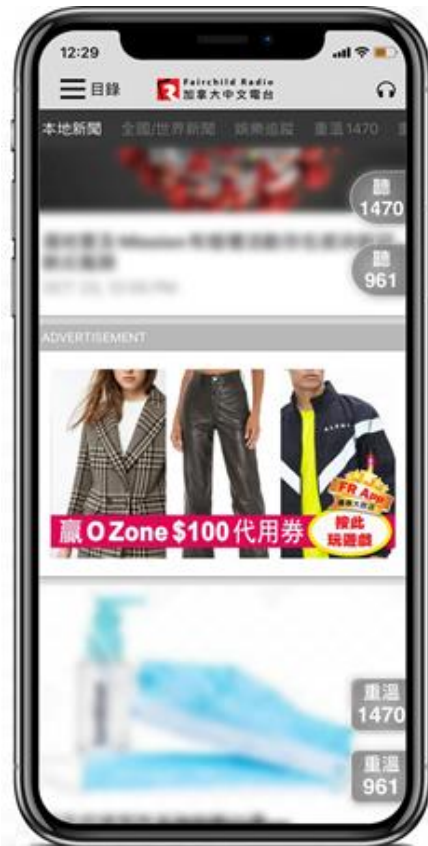 12:29
目錄
Fairchild Radio
加拿大中文電台
本地新聞 全國/世界新聞 娛樂追蹤 重溫1470
聽
1470
Mission
聽
961
ADVERTISEMENT
FR App
贏 O Zone $100 代用券
按此
玩遊戲
重溫
1470
重溫
961